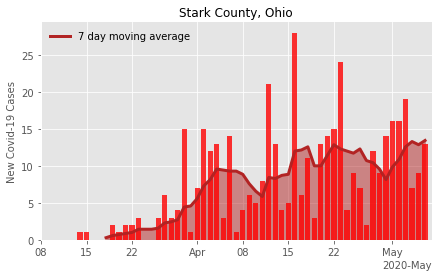 Stark County, Ohio
7 day moving average
New Covid-19 Cases
25
20
15
10
5
0
08
15
22
Apr
08
15
22
May
2020-May